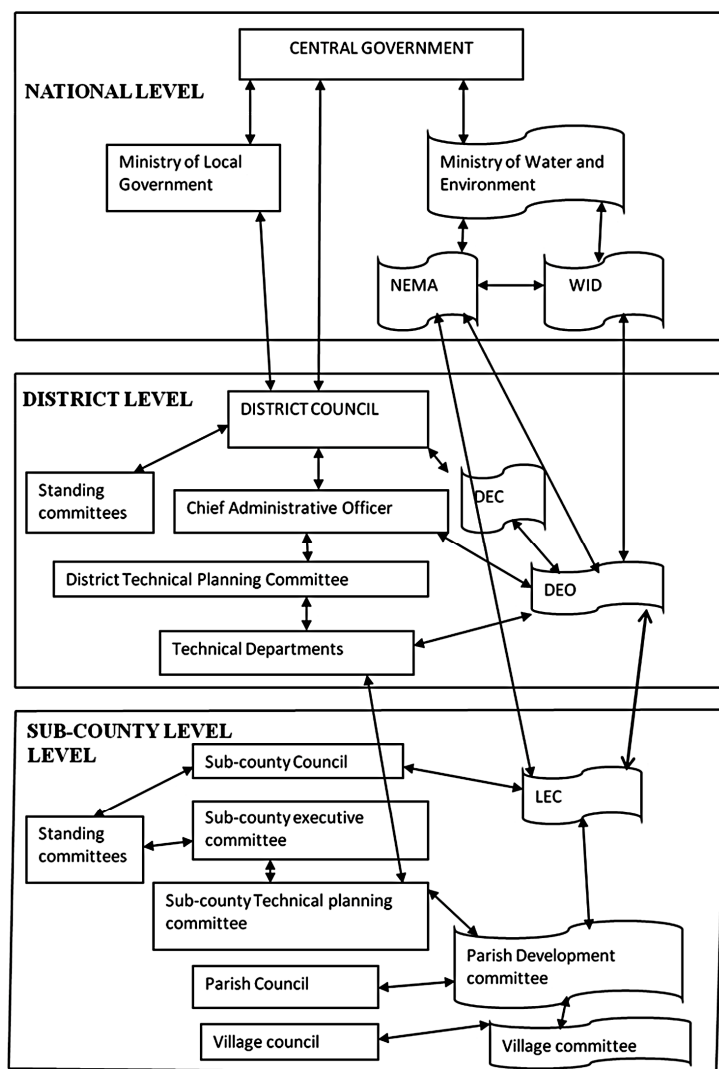 CENTRAL GOVERNMENT
NATIONAL LEVEL
Ministry of Local
Government
Ministry of Water and
Environment
NEMA
WID
DISTRICT LEVEL
DISTRICT COUNCIL
Standing
committees
DEC
Chief Administrative Officer
District Technical Planning Committee
DEO
Technical Departments
SUB-COUNTY LEVEL
LEVEL
Sub-county Council
LEC
Standing
committees
Sub-county executive
committee
Sub-county Technical planning
committee
Parish Development
committee
Parish Council
Village council
Village committee